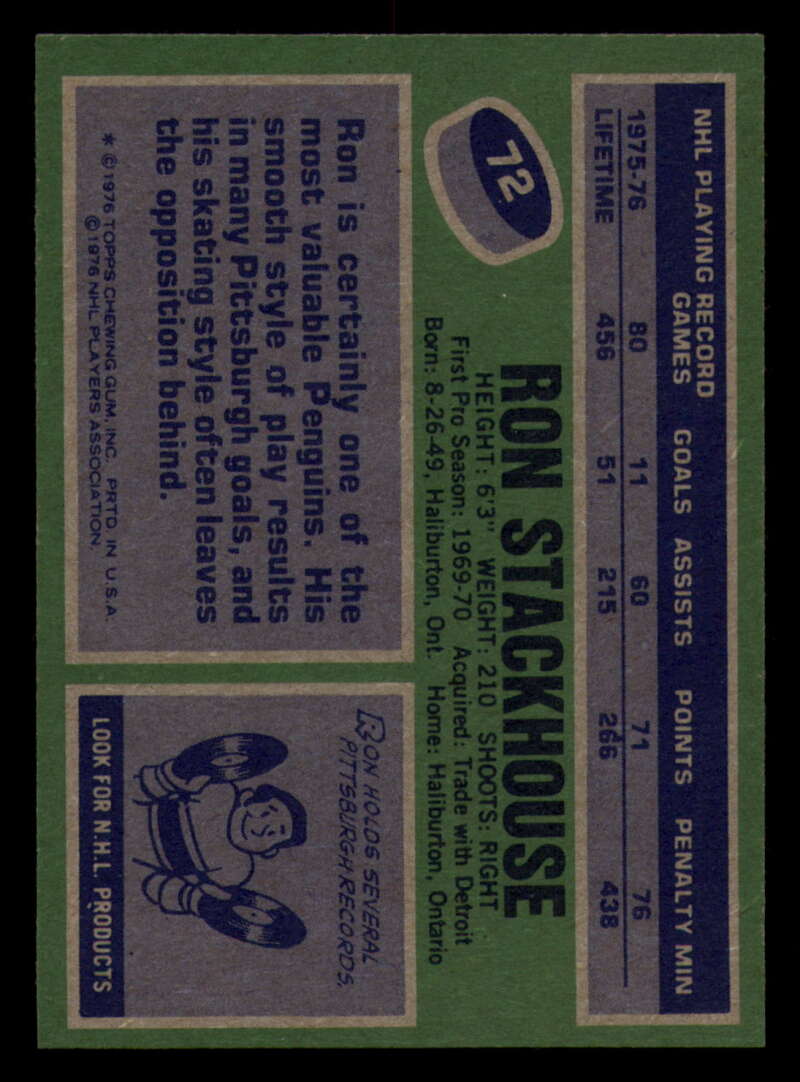 NHL PLAYING RECORD
GAMES GOALS ASSISTS POINTS PENALTY MIN
1975-76 80 11 60 71 76
LIFETIME 456 51 215 266 438
72
RON STACKHOUSE
HEIGHT: 6'3" WEIGHT: 210 SHOOTS: RIGHT
First Pro Season: 1969-70 Acquired: Trade with Detroit
Born: 8-26-49, Haliburton, Ont. Home: Haliburton, Ontario
Ron is certainly one of the
most valuable Penguins. His
smooth style of play results
in many Pittsburgh goals, and
his skating style often leaves
the opposition behind.
* ©1976 TOPPS CHEWING GUM, INC. PRTD. IN U.S.A.
©1976 NHL PLAYERS ASSOCIATION.
RON HOLDS SEVERAL
PITTSBURGH RECORDS.
LOOK FOR N.H.L. PRODUCTS